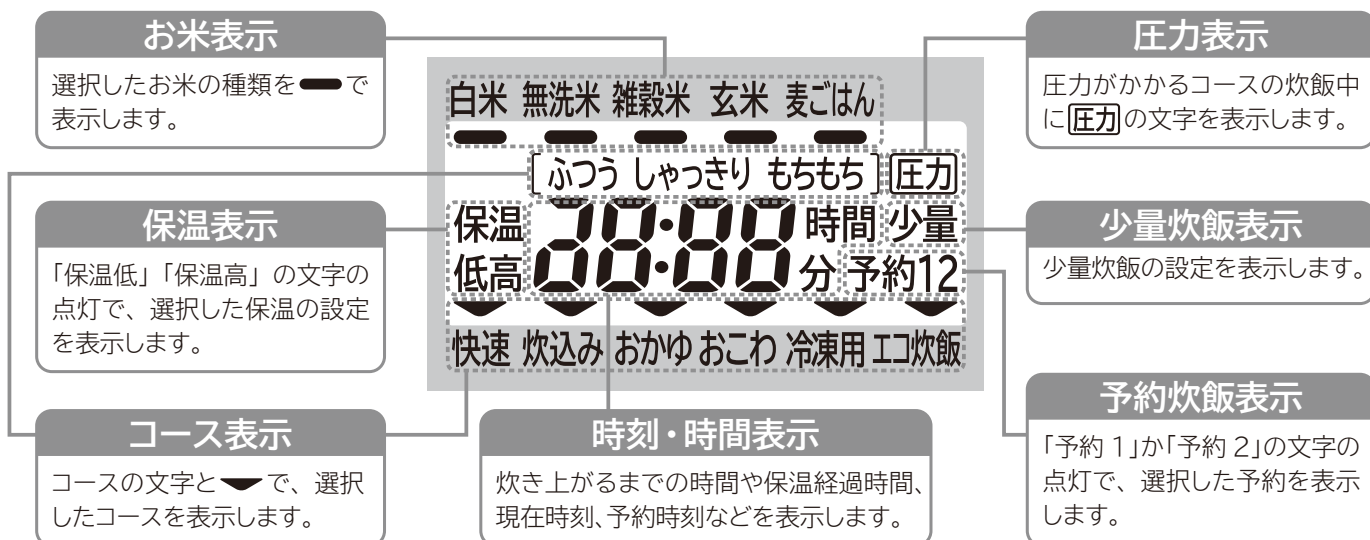 お米表示
選択したお米の種類を で
表示します。
保温表示
「保温低」「保温高」の文字の
点灯で、選択した保温の設定
を表示します。
コース表示
コースの文字と で、選択
したコースを表示します。
白米 無洗米 雑穀米 玄米 麦ごはん
[ふつう しゃっきり もちもち] 圧力
保温 28:88 時間 少量
低高 分 予約12
快速 炊込み おかゆ おこわ 冷凍用 エコ炊飯
時刻・時間表示
炊き上がるまでの時間や保温経過時間、
現在時刻、予約時刻などを表示します。
圧力表示
圧力がかかるコースの炊飯中
に圧力の文字を表示します。
少量炊飯表示
少量炊飯の設定を表示します。
予約炊飯表示
「予約1」か「予約2」の文字の
点灯で、選択した予約を表示
します。